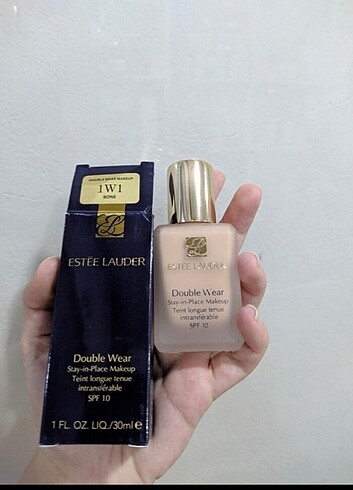 DOUBLE WEAR MAKEUP
1W1
BONE
ESTĒE LAUDER
Double Wear
Stay-in-Place Makeup
Teint longue tenue
intransférable
SPF 10
1 FL. OZ. LIQ./30ml e
ESTĒE LAUDER
Double Wear
Stay-in-Place Makeup
Teint longue tenue
intransférable
SPF 10